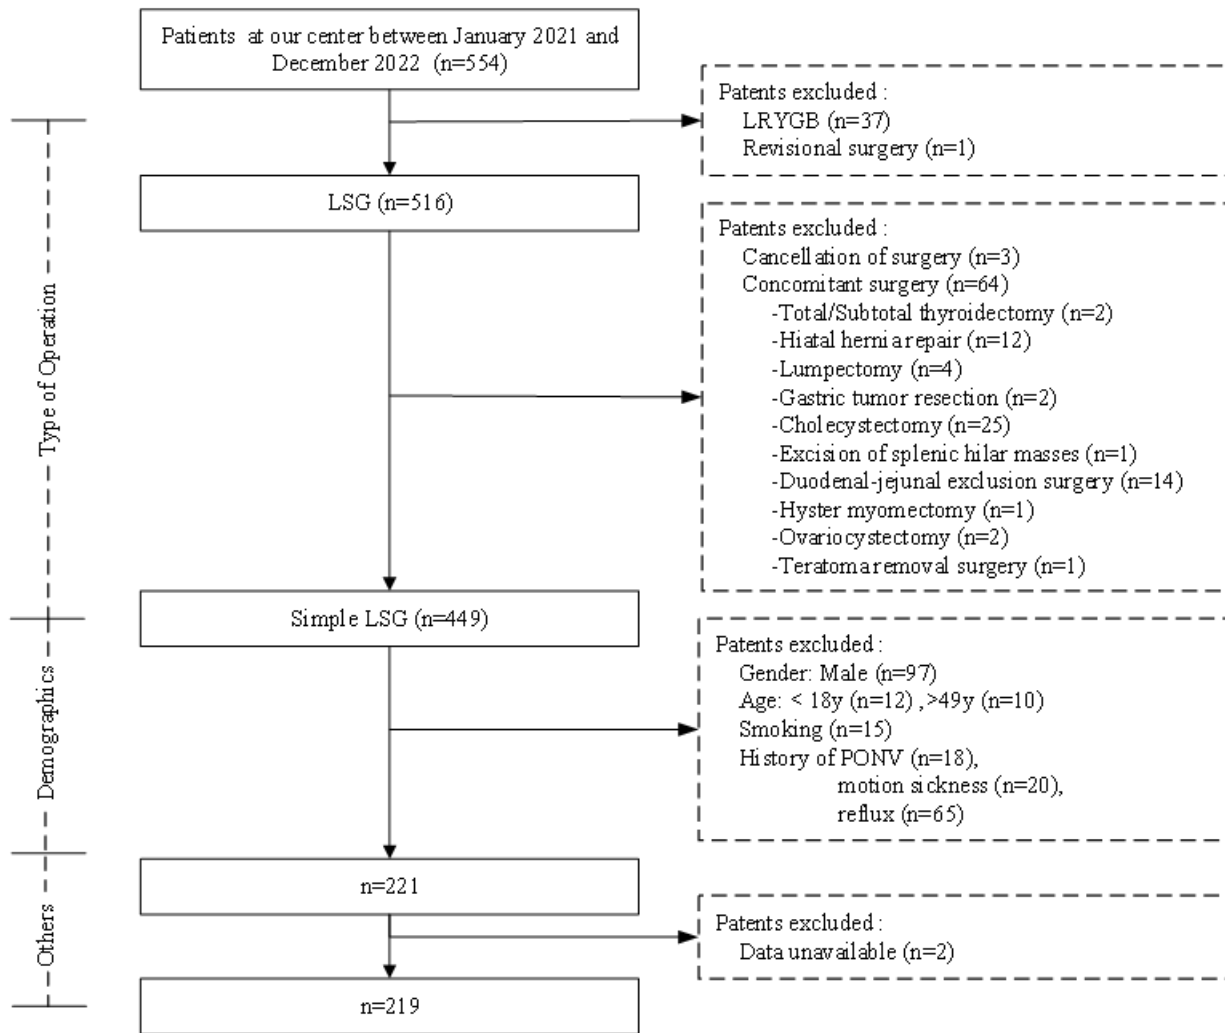 Patients at our center between January 2021 and
December 2022 (n=554)
Patents excluded :
LRYGB (n=37)
Revisional surgery (n=1)
LSG (n=516)
Patents excluded :
Cancellation of surgery (n=3)
Concomitant surgery (n=64)
-Total/Subtotal thyroidectomy (n=2)
-Hiatal hernia repair (n=12)
-Lumpectomy (n=4)
-Gastric tumor resection (n=2)
-Cholecystectomy (n=25)
-Excision of splenic hilar masses (n=1)
-Duodenal-jejunal exclusion surgery (n=14)
-Hyster myomectomy (n=1)
-Ovariocystectomy (n=2)
-Teratoma removal surgery (n=1)
Type of Operation
Simple LSG (n=449)
Patents excluded :
Gender: Male (n=97)
Age: < 18y (n=12) ,>49y (n=10)
Smoking (n=15)
History of PONV (n=18),
motion sickness (n=20),
reflux (n=65)
Demographics
n=221
Patents excluded :
Data unavailable (n=2)
Others
n=219